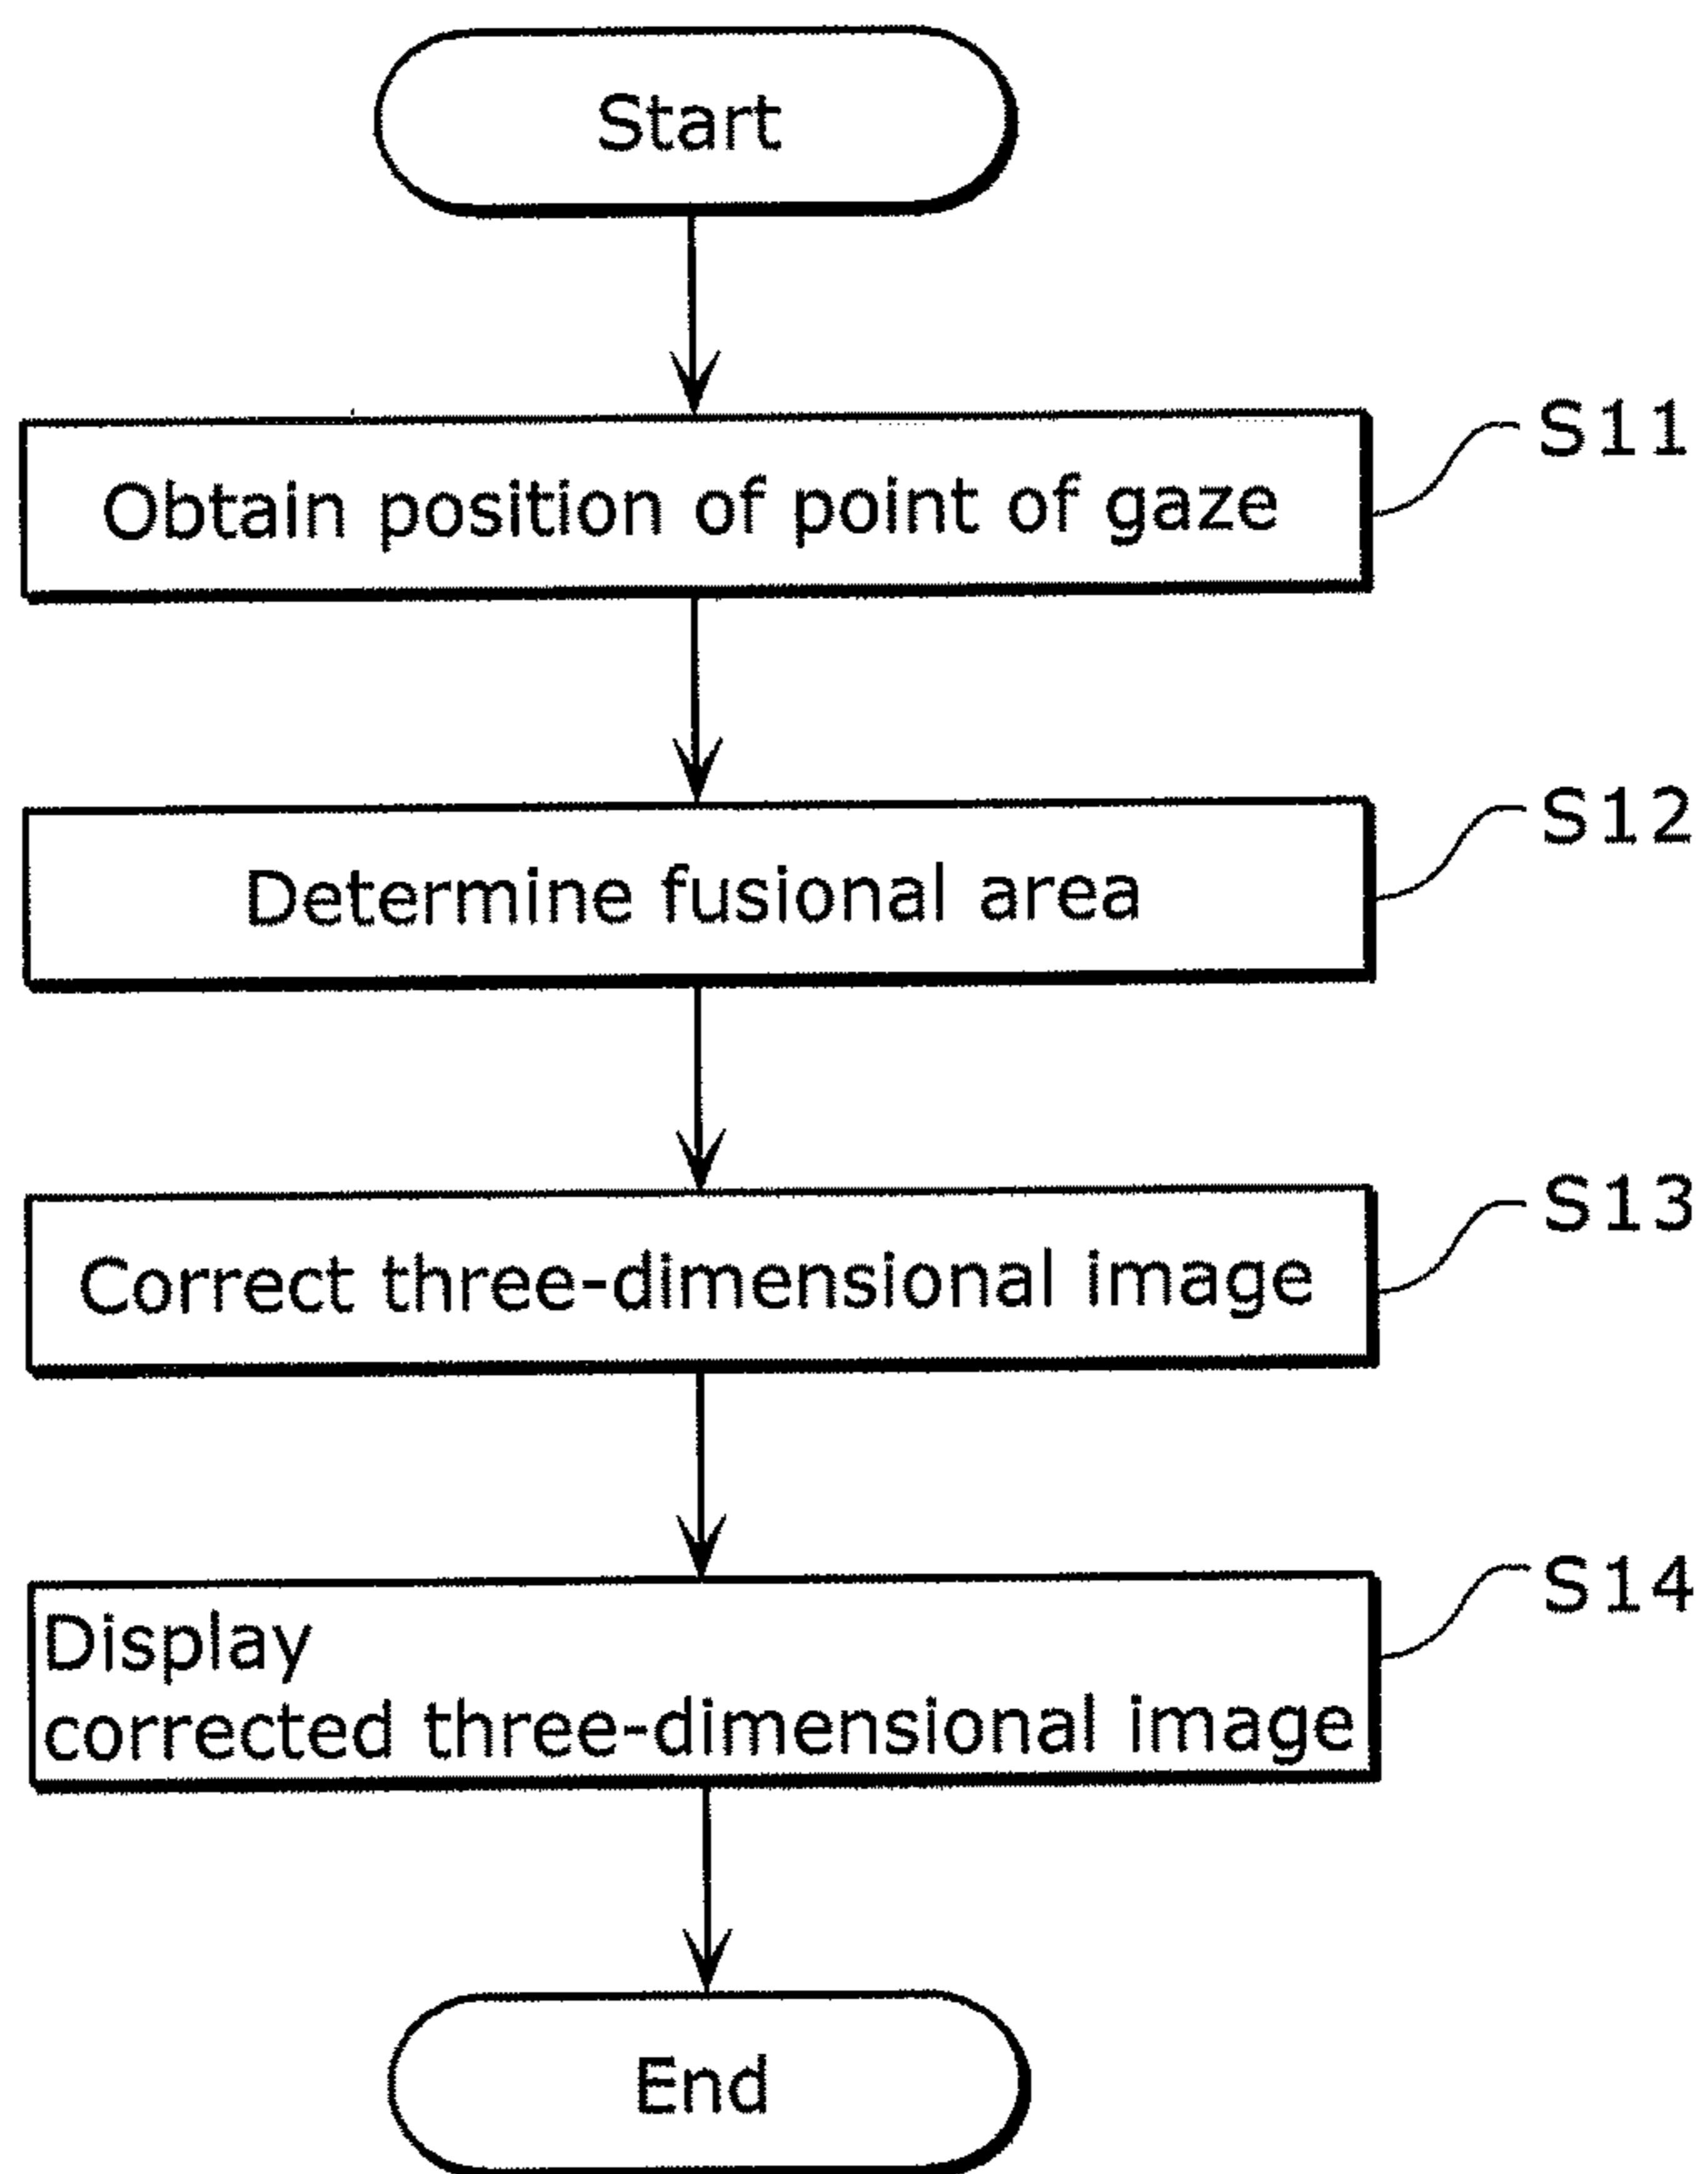 Start
S11
Obtain position of point of gaze
S12
Determine fusional area
S13
Correct three-dimensional image
S14
Display
corrected three-dimensional image
End